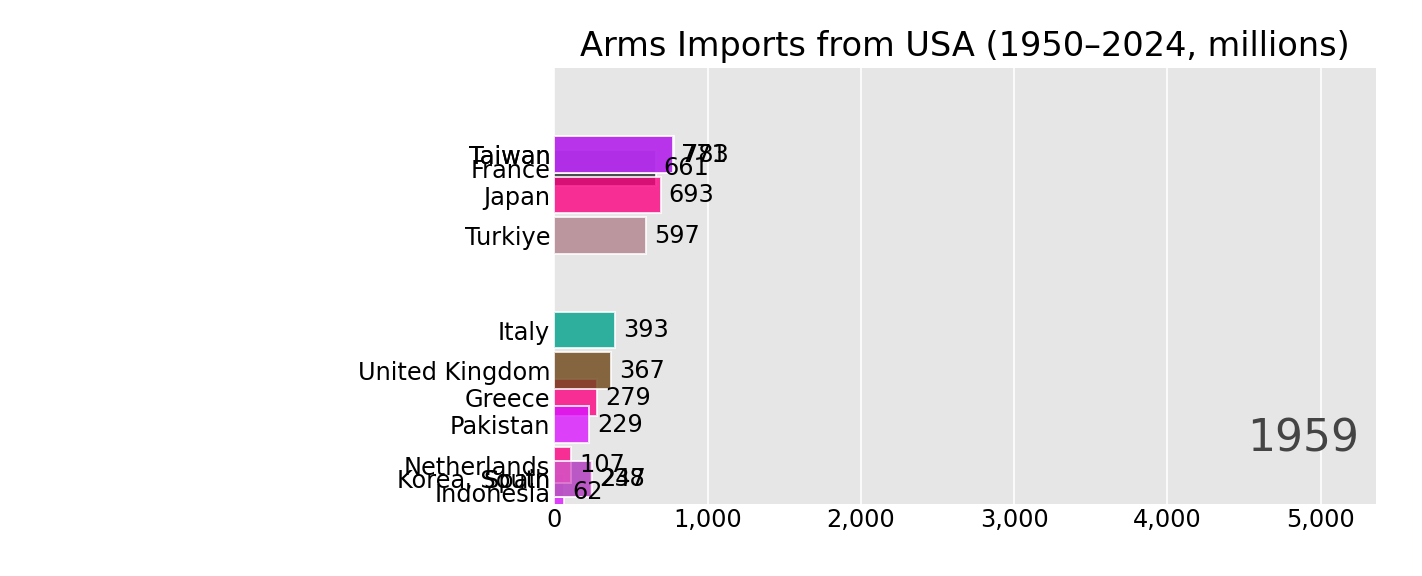 Arms Imports from USA (1950–2024, millions)
Taiwan
France 661
Japan 693
Turkiye 597
Italy 393
United Kingdom 367
Greece 279
Pakistan 229
1959
Netherlands 107
Korea, South
Indonesia 62
0 1,000 2,000 3,000 4,000 5,000